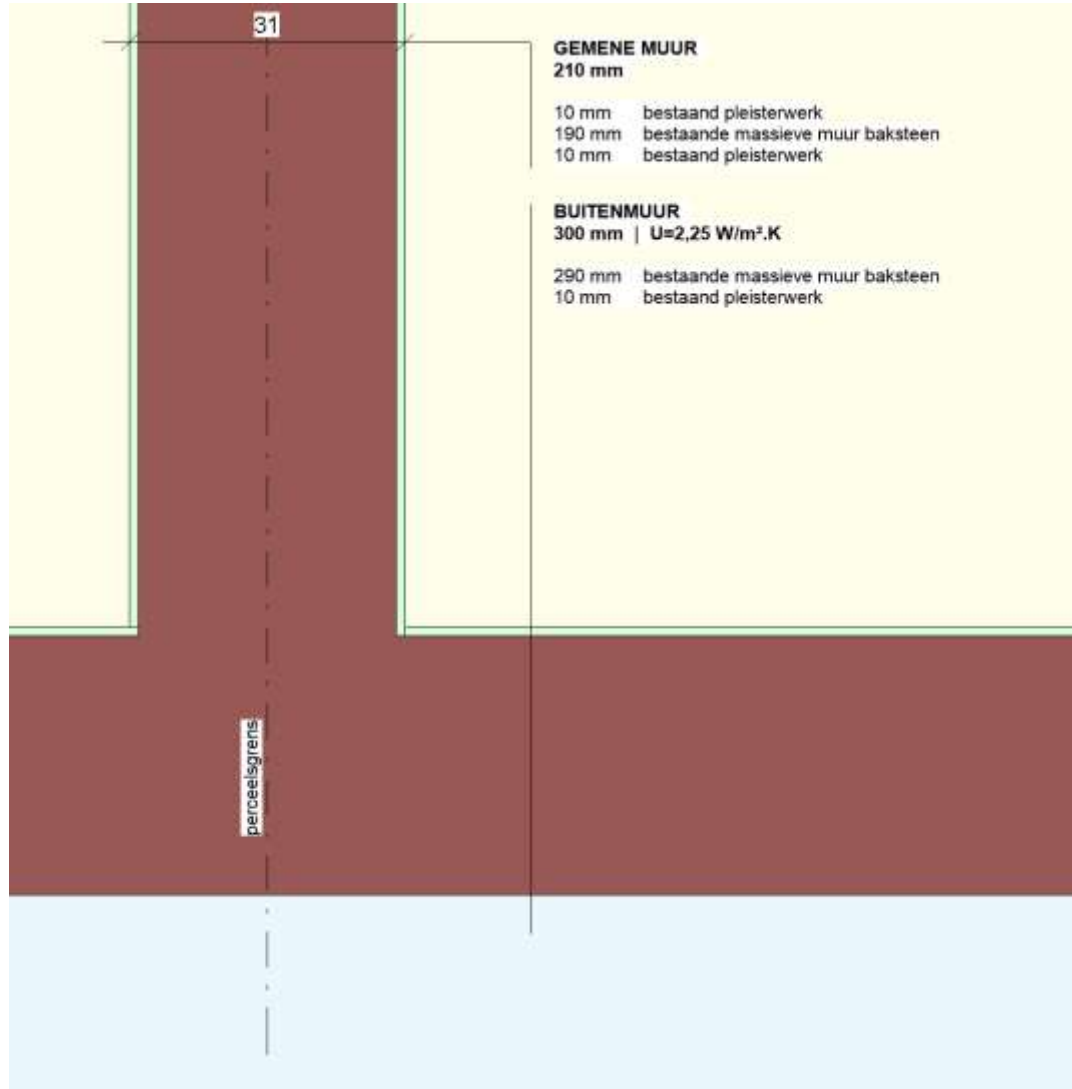 31
GEMENE MUUR
210 mm
10 mm bestaand pleisterwerk
190 mm bestaande massieve muur baksteen
10 mm bestaand pleisterwerk
BUITENMUUR
300 mm | U=2,25 W/m².K
290 mm bestaande massieve muur baksteen
10 mm bestaand pleisterwerk
perceelsgrens